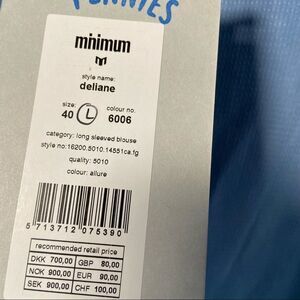 PENNIES
minimum
style name:
deliane
size: colour no.
40 L 6006
category: long sleeved blouse
style no:16200.5010.14551ca.fg
quality: 5010
colour: allure
5 713712 075390
recommended retail price
DKK 700,00 GBP 80,00
NOK 900,00 EUR 90,00
SEK 900,00 CHF 100,00